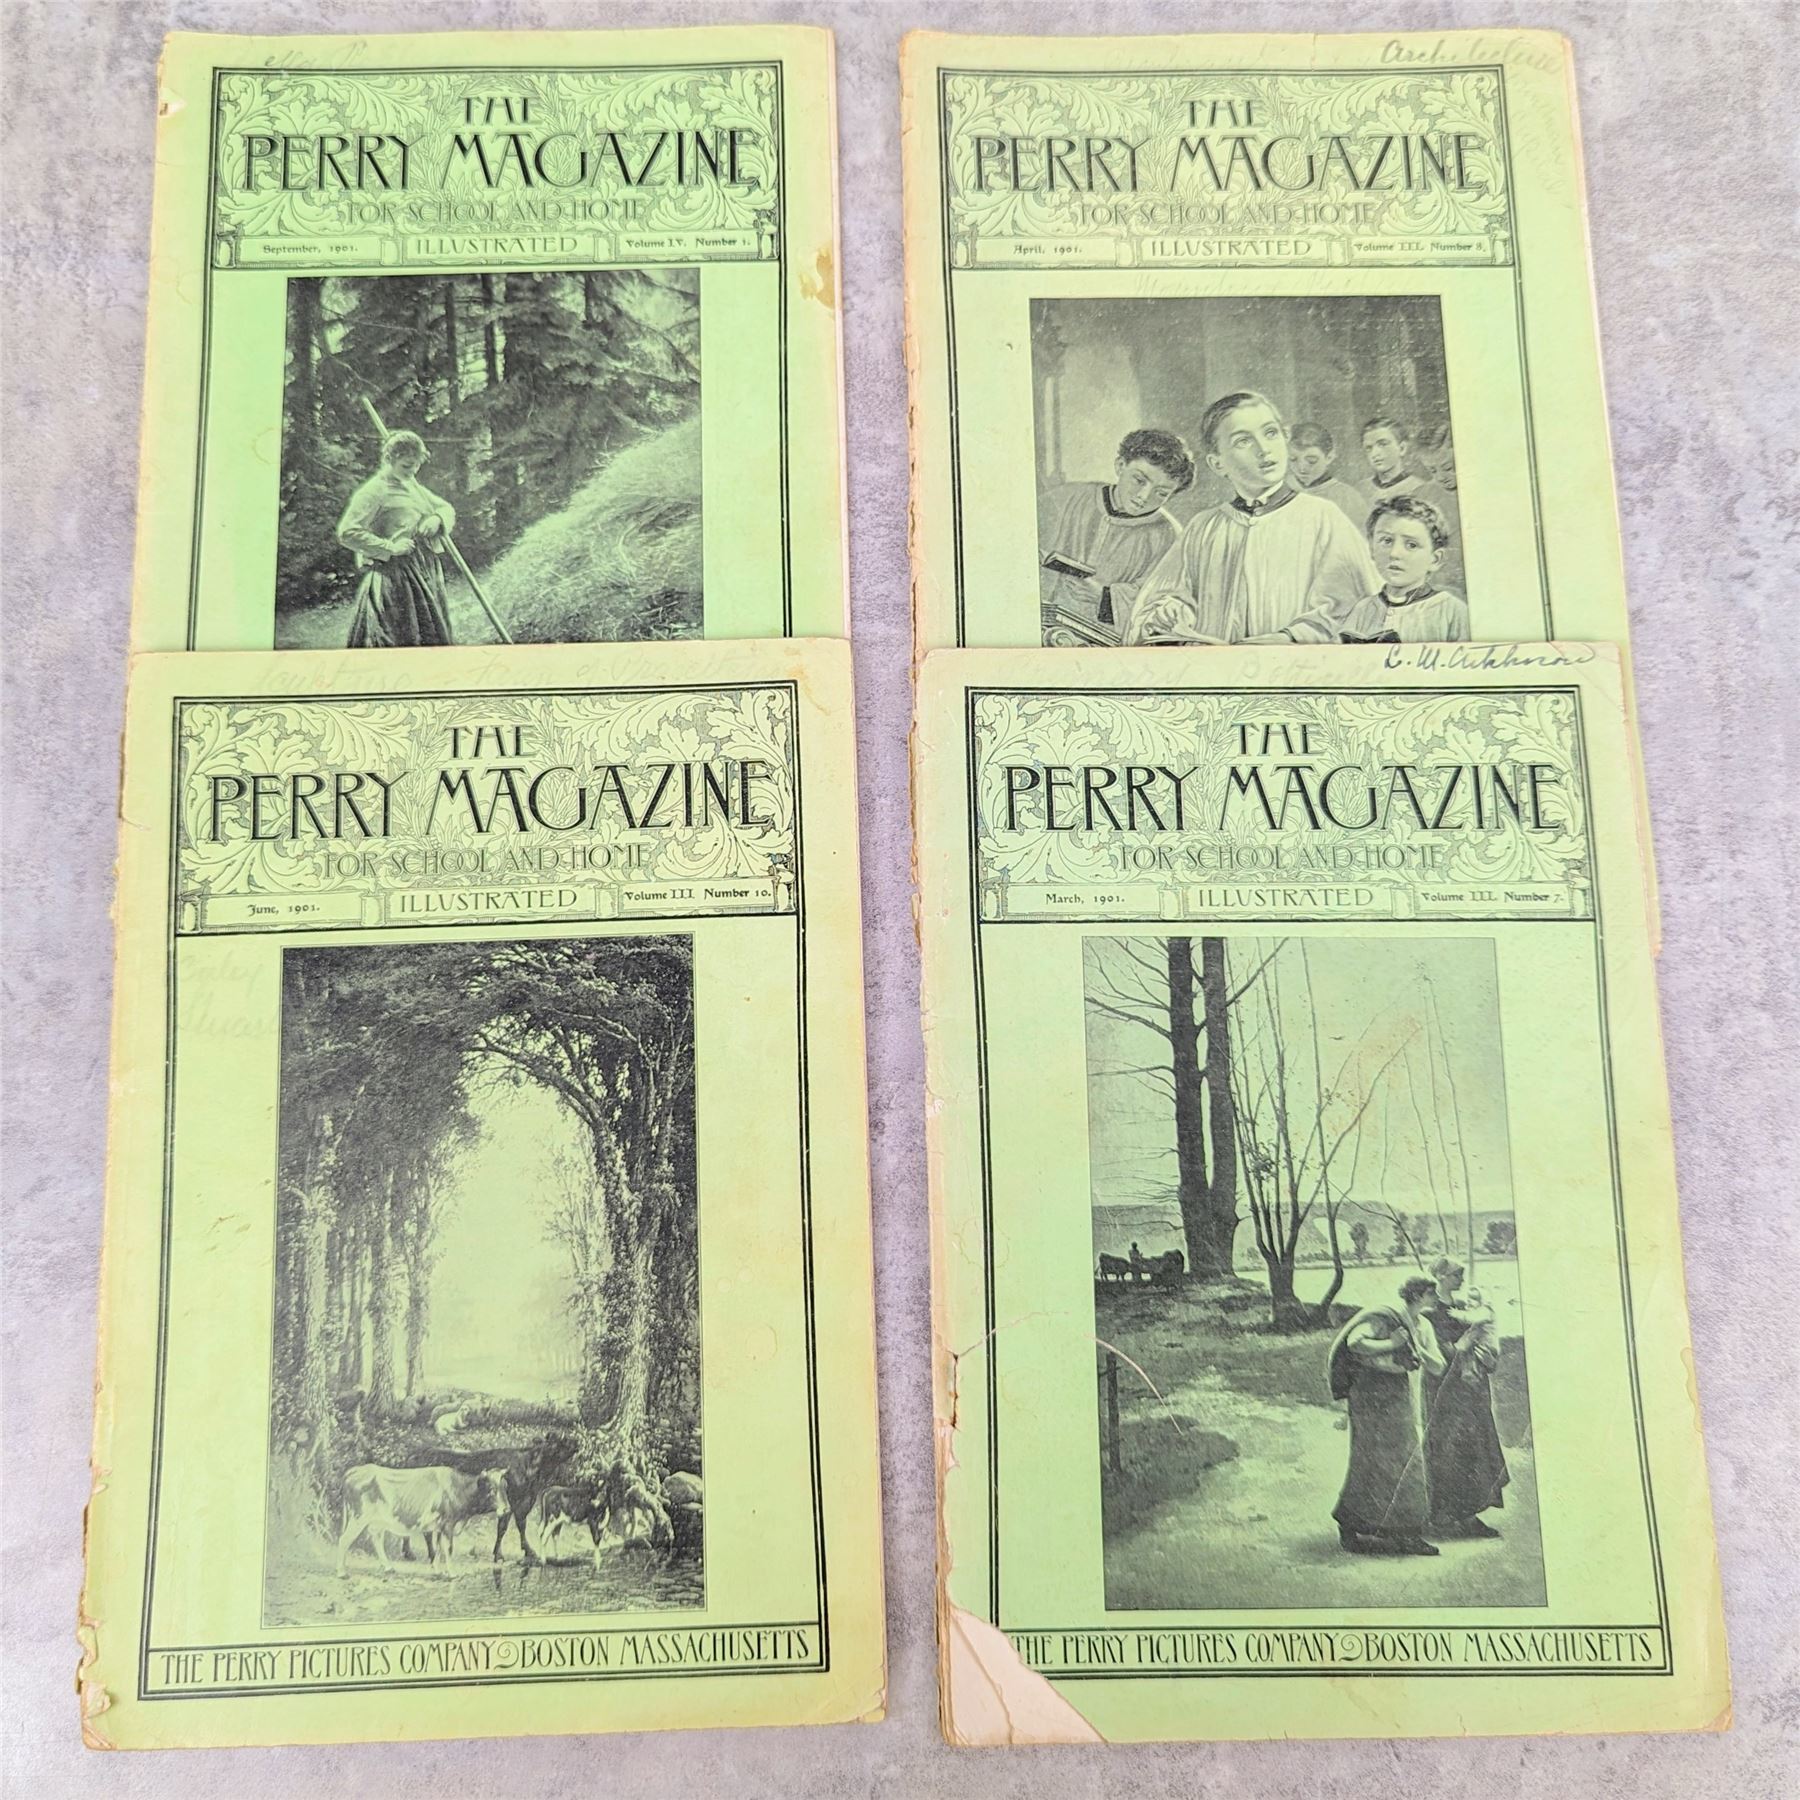 THE
PERRY MAGAZINE
FOR SCHOOL AND HOME
September, 1901. ILLUSTRATED Volume IV. Number 1.
Architecture
THE
PERRY MAGAZINE
FOR SCHOOL AND HOME
April, 1901. ILLUSTRATED Volume III. Number 8.
THE
PERRY MAGAZINE
FOR SCHOOL AND HOME
June, 1901. ILLUSTRATED Volume III Number 10.
THE PERRY PICTURES COMPANY BOSTON MASSACHUSETTS
THE
PERRY MAGAZINE
FOR SCHOOL AND HOME
March, 1901. ILLUSTRATED Volume III. Number 7.
THE PERRY PICTURES COMPANY BOSTON MASSACHUSETTS